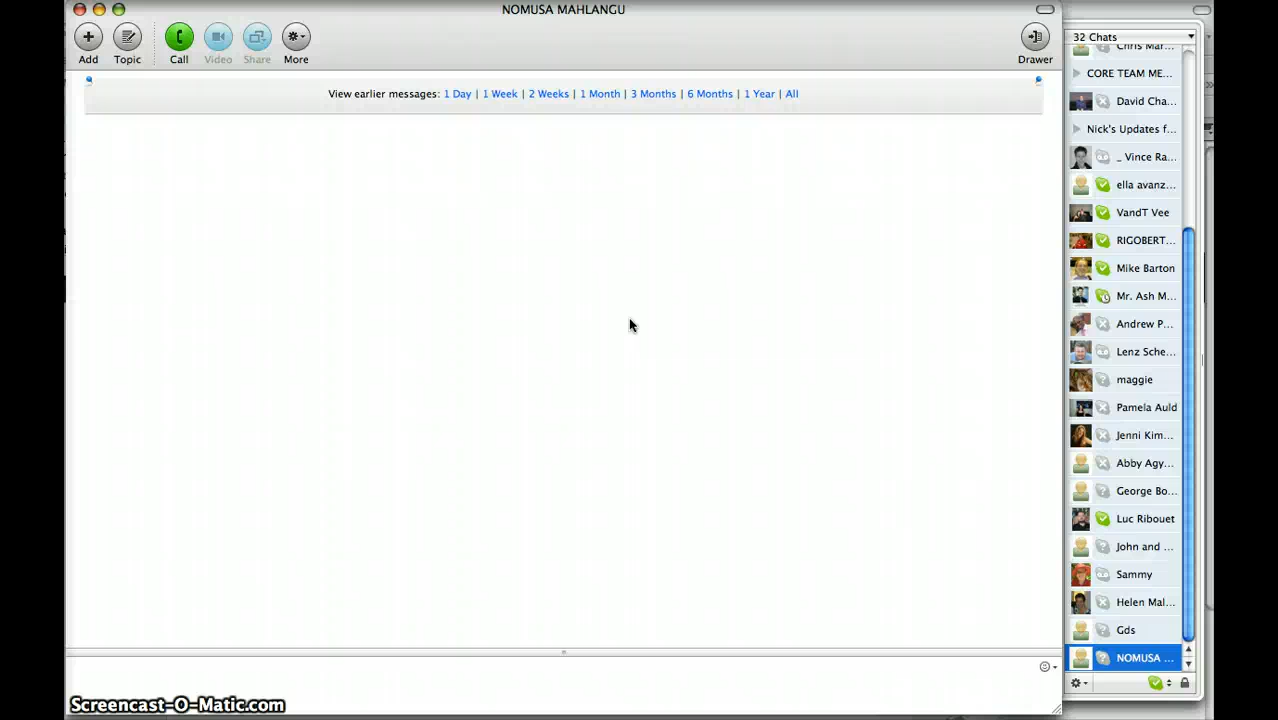 NOMUSA MAHLANGU
Add Topic Call Video Share More Drawer
View earlier messages: 1 Day | 1 Week | 2 Weeks | 1 Month | 3 Months | 6 Months | 1 Year | All
32 Chats
Chris Mar...
CORE TEAM ME...
David Cha...
Nick's Updates f...
_ Vince Ra...
ella avanz...
VandT Vee
RIGOBERT...
Mike Barton
Mr. Ash M...
Andrew P...
Lenz Sche...
maggie
Pamela Auld
Jenni Kim...
Abby Agy...
George Bo...
Luc Ribouet
John and ...
Sammy
Helen Mal...
Gds
NOMUSA ...
Screencast-O-Matic.com